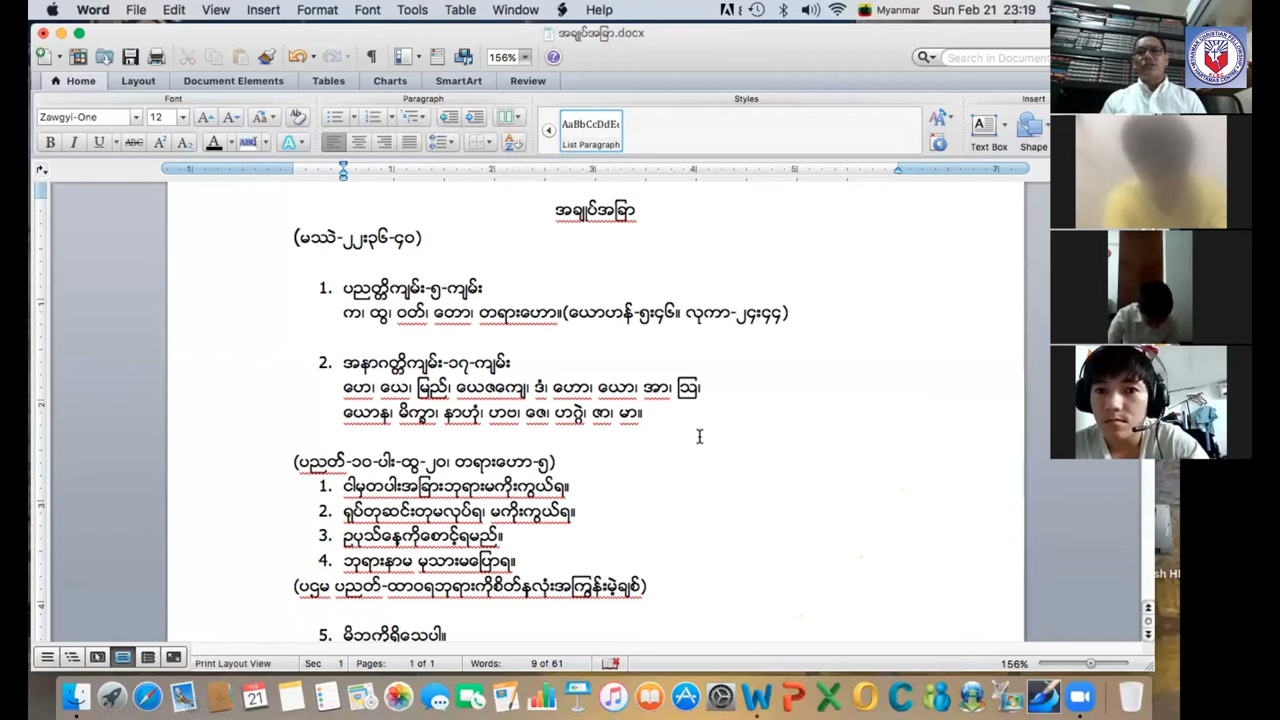 Word File Edit View Insert Format Font Tools Table Window Help Myanmar Sun Feb 21 23:19
အချုပ်အခြာ.docx
156% Search in Document
Home Layout Document Elements Tables Charts SmartArt Review
Font Paragraph Styles Insert
Zawgyi-One 12 AaBbCcDdEe
List Paragraph Text Box Shape
အချုပ်အခြာ
(မဿဲ-၂၂း၃၆-၄၀)
1. ပညတ္တိကျမ်း-၅-ကျမ်း
က၊ ထွ၊ ဝတ်၊ တော၊ တရားဟော။(ယောဟန်-၅း၄၆။ လုကာ-၂၄း၄၄)
2. အနာဂတ္တိကျမ်း-၁၇-ကျမ်း
ဟေ၊ ယေ၊ မြည်၊ ယေဇကျေ၊ ဒံ၊ ဟော၊ ယော၊ အာ၊ ဩ၊
ယောန၊ မိက္ခာ၊ နာဟုံ၊ ဟဗ၊ ဇေ၊ ဟဂ္ဂဲ၊ ဇာ၊ မာ။
(ပညတ်-၁၀-ပါး-ထွ-၂၀၊ တရားဟော-၅)
1. ငါမှတပါးအခြားဘုရားမကိုးကွယ်ရ။
2. ရုပ်တုဆင်းတုမလုပ်ရ၊ မကိုးကွယ်ရ။
3. ဥပုသ်နေ့ကိုစောင့်ရမည်။
4. ဘုရားနာမ မုသားမပြောရ။
(ပဌမ ပညတ်-ထာဝရဘုရားကိုစိတ်နှလုံးအကြွန်းမဲ့ချစ်)
5. မိဘကိုရိုသေပါ။
Print Layout View Sec 1 Pages: 1 of 1 Words: 9 of 61 156%